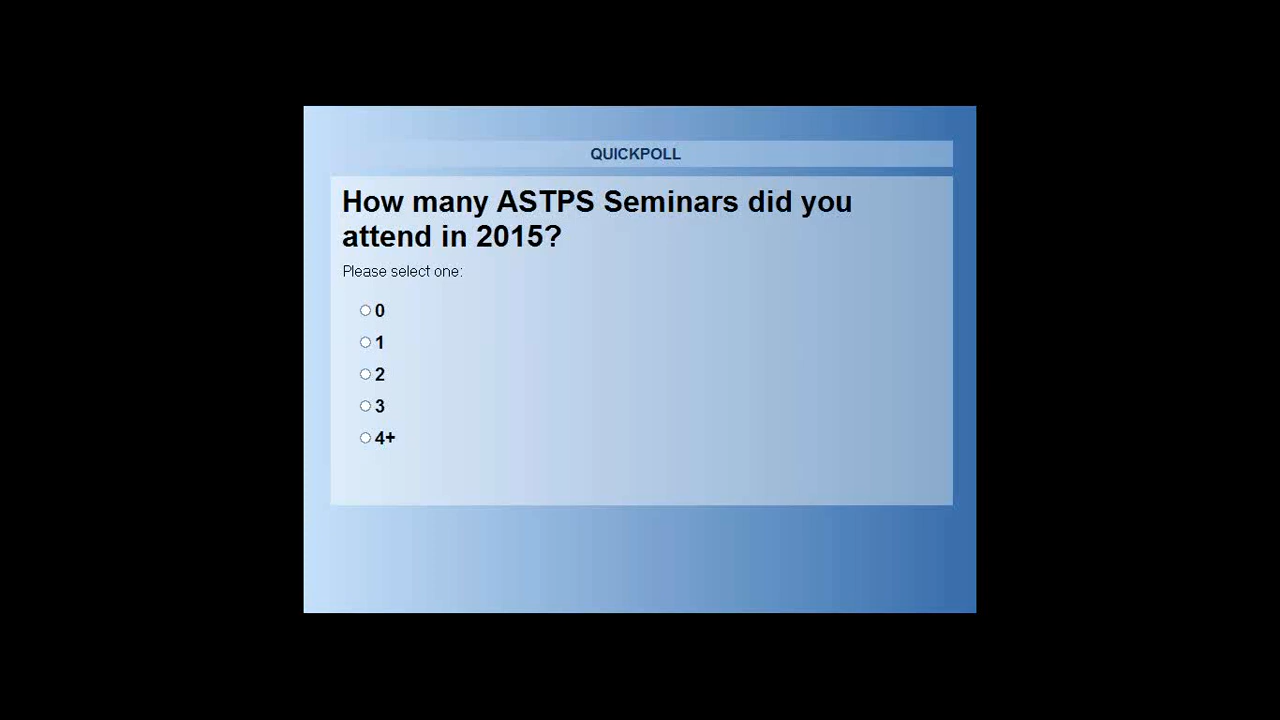 QUICKPOLL
How many ASTPS Seminars did you
attend in 2015?
Please select one:
0
1
2
3
4+